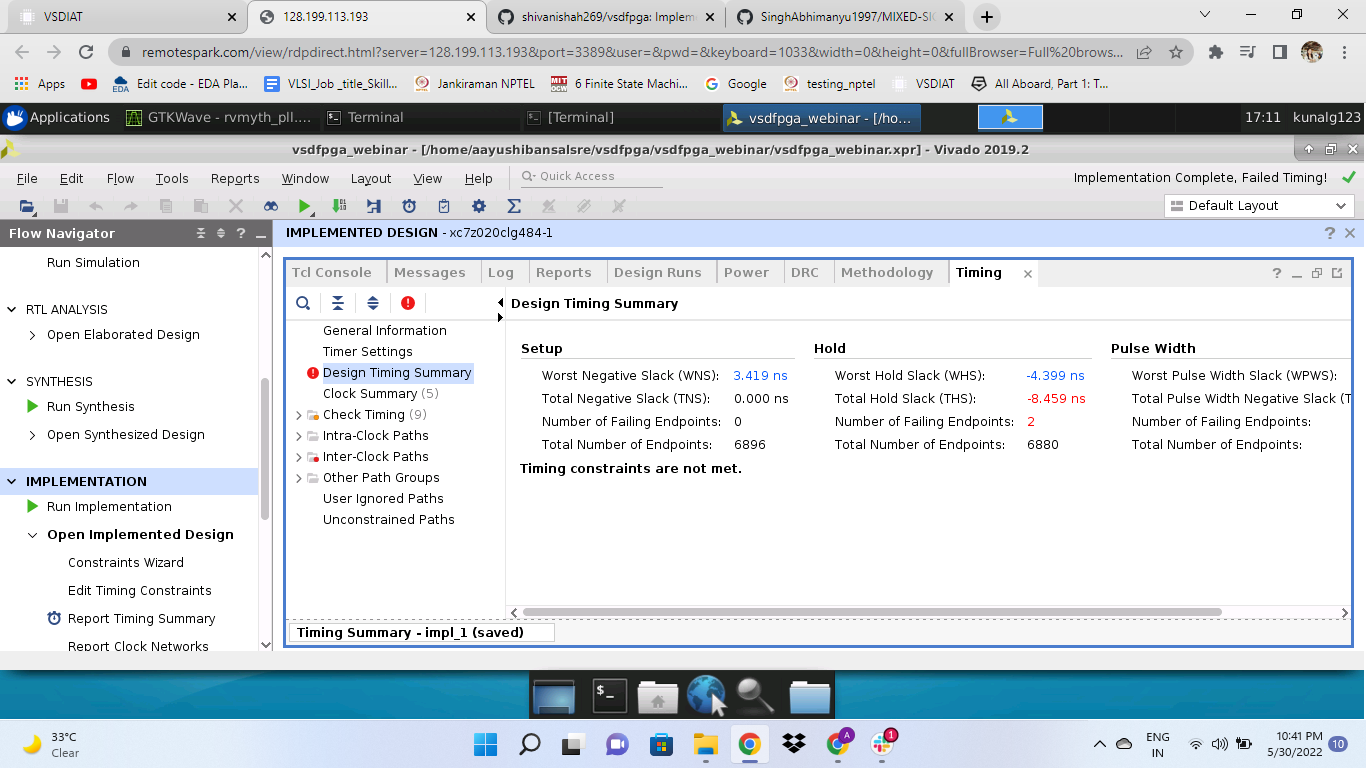 VSDIAT
128.199.113.193
shivanishah269/vsdfpga: Implem
SinghAbhimanyu1997/MIXED-SI
remotespark.com/view/rdpdirect.html?server=128.199.113.193&port=3389&user=&pwd=&keyboard=1033&width=0&height=0&fullBrowser=Full%20brows...
Apps
Edit code - EDA Pla...
VLSI_Job _title_Skill...
Jankiraman NPTEL
6 Finite State Machi...
Google
testing_nptel
VSDIAT
All Aboard, Part 1: T...
Applications
GTKWave - rvmyth_pll....
Terminal
[Terminal]
vsdfpga_webinar - [/ho...
17:11
kunalg123
vsdfpga_webinar - [/home/aayushibansalsre/vsdfpga/vsdfpga_webinar/vsdfpga_webinar.xpr] - Vivado 2019.2
File Edit Flow Tools Reports Window Layout View Help
Quick Access
Implementation Complete, Failed Timing!
Default Layout
Flow Navigator
IMPLEMENTED DESIGN - xc7z020clg484-1
Run Simulation
RTL ANALYSIS
Open Elaborated Design
SYNTHESIS
Run Synthesis
Open Synthesized Design
IMPLEMENTATION
Run Implementation
Open Implemented Design
Constraints Wizard
Edit Timing Constraints
Report Timing Summary
Report Clock Networks
Tcl Console Messages Log Reports Design Runs Power DRC Methodology Timing
General Information
Timer Settings
Design Timing Summary
Clock Summary (5)
Check Timing (9)
Intra-Clock Paths
Inter-Clock Paths
Other Path Groups
User Ignored Paths
Unconstrained Paths
Design Timing Summary
Setup Hold Pulse Width
Worst Negative Slack (WNS): 3.419 ns Worst Hold Slack (WHS): -4.399 ns Worst Pulse Width Slack (WPWS):
Total Negative Slack (TNS): 0.000 ns Total Hold Slack (THS): -8.459 ns Total Pulse Width Negative Slack (T
Number of Failing Endpoints: 0 Number of Failing Endpoints: 2 Number of Failing Endpoints:
Total Number of Endpoints: 6896 Total Number of Endpoints: 6880 Total Number of Endpoints:
Timing constraints are not met.
Timing Summary - impl_1 (saved)
33°C
Clear
A
1
ENG
IN
10:41 PM
5/30/2022
10